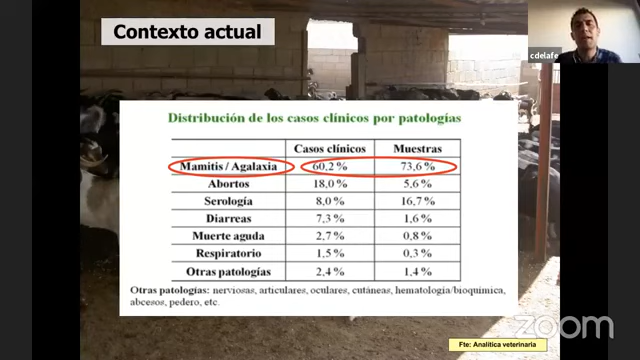 Contexto actual
cdelafe
Distribución de los casos clínicos por patologías
Casos clínicos Muestras
Mamitis / Agalaxia 60,2 % 73,6 %
Abortos 18,0 % 5,6 %
Serología 8,0 % 16,7 %
Diarreas 7,3 % 1,6 %
Muerte aguda 2,7 % 0,8 %
Respiratorio 1,5 % 0,3 %
Otras patologías 2,4 % 1,4 %
Otras patologías: nerviosas, articulares, oculares, cutáneas, hematología/bioquímica,
abcesos, pedero, etc.
zoom
Fte: Analítica veterinaria